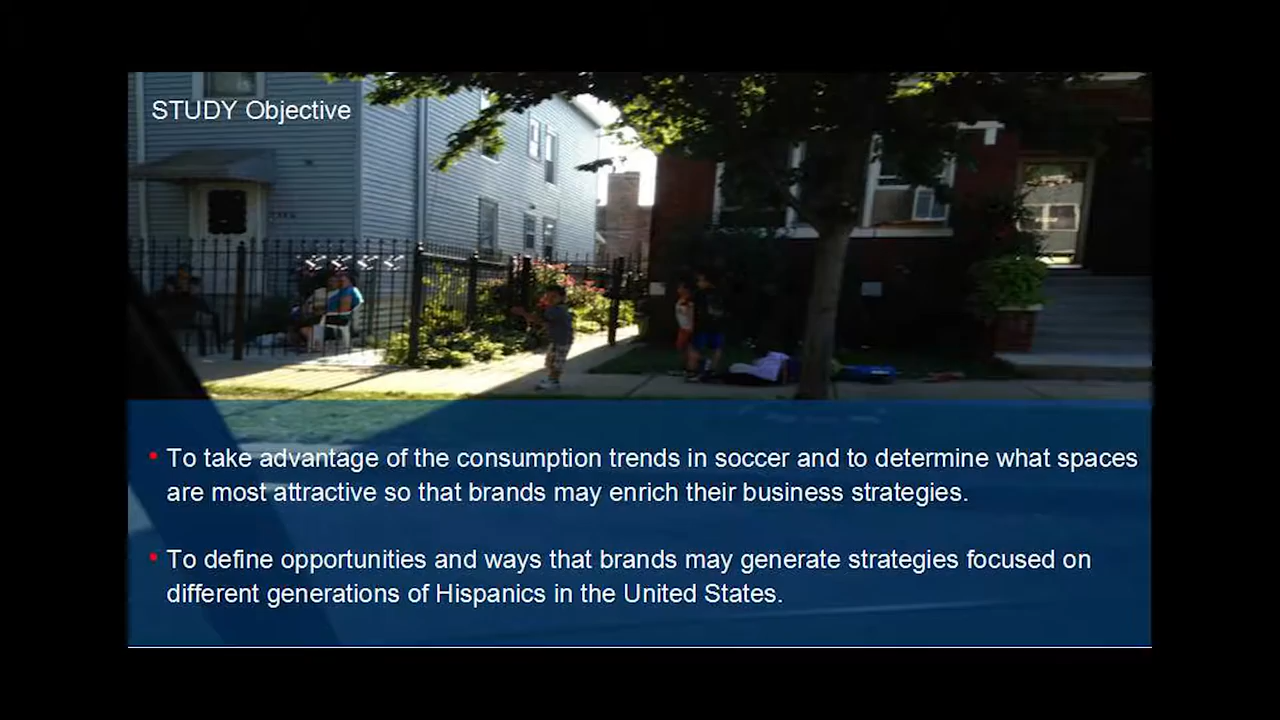 STUDY Objective
• To take advantage of the consumption trends in soccer and to determine what spaces
are most attractive so that brands may enrich their business strategies.
• To define opportunities and ways that brands may generate strategies focused on
different generations of Hispanics in the United States.